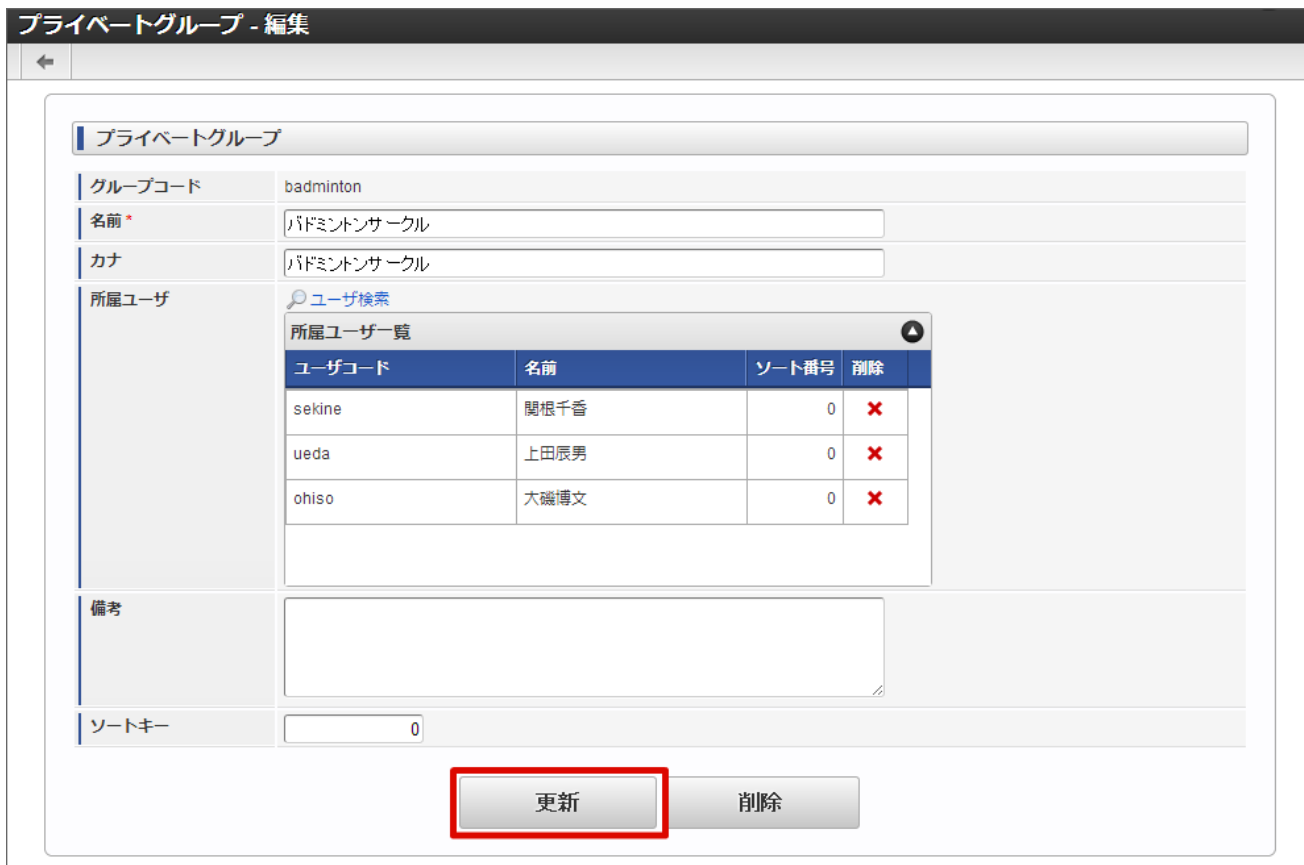 プライベートグループ - 編集
プライベートグループ
グループコード badminton
名前* バドミントンサークル
カナ バドミントンサークル
所属ユーザ ユーザ検索
所属ユーザ一覧
ユーザコード 名前 ソート番号 削除
sekine 関根千香 0
ueda 上田辰男 0
ohiso 大磯博文 0
備考
ソートキー 0
更新 削除